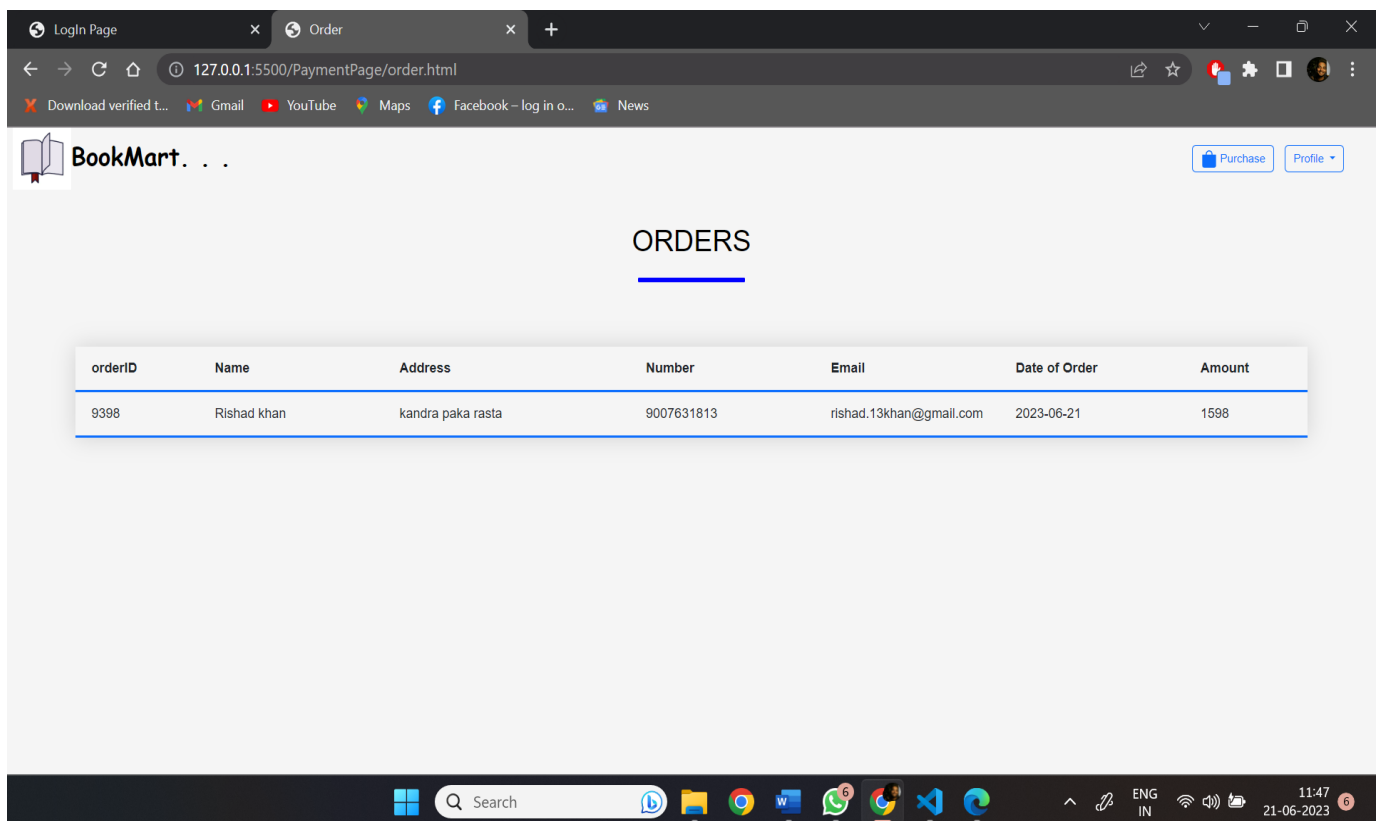 LogIn Page Order
127.0.0.1:5500/PaymentPage/order.html
Download verified t... Gmail YouTube Maps Facebook – log in o... News
BookMart. . . Purchase Profile
ORDERS
orderID Name Address Number Email Date of Order Amount
9398 Rishad khan kandra paka rasta 9007631813 rishad.13khan@gmail.com 2023-06-21 1598
Search 6 ENG 11:47
IN 21-06-2023 6